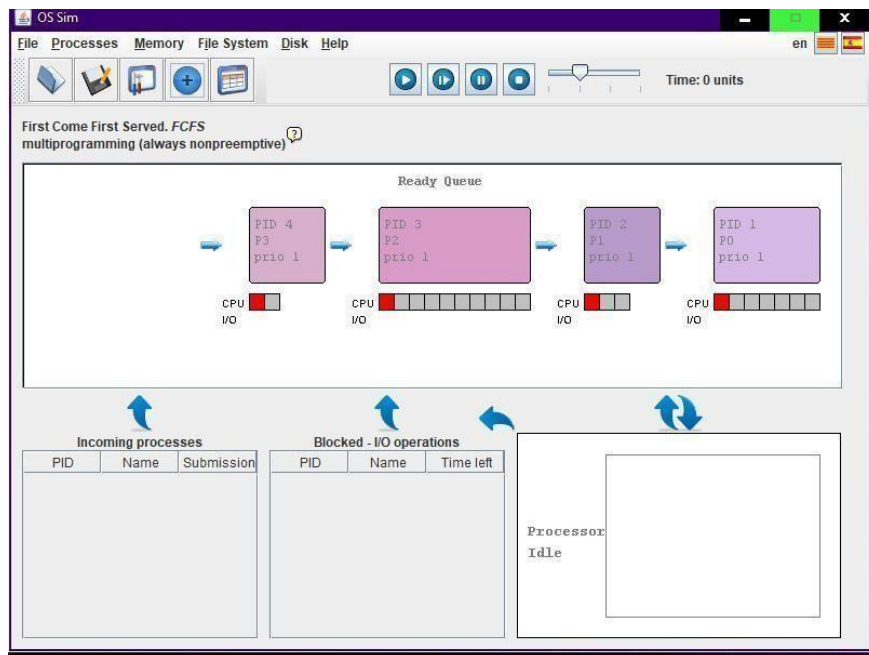 OS Sim
File Processes Memory File System Disk Help
en
Time: 0 units
First Come First Served. FCFS
multiprogramming (always nonpreemptive)
?
Ready Queue
PID 4
P3
prio 1
CPU
I/O
PID 3
P2
prio 1
CPU
I/O
PID 2
P1
prio 1
CPU
I/O
PID 1
P0
prio 1
CPU
I/O
Incoming processes
PID Name Submission
Blocked - I/O operations
PID Name Time left
Processor
Idle